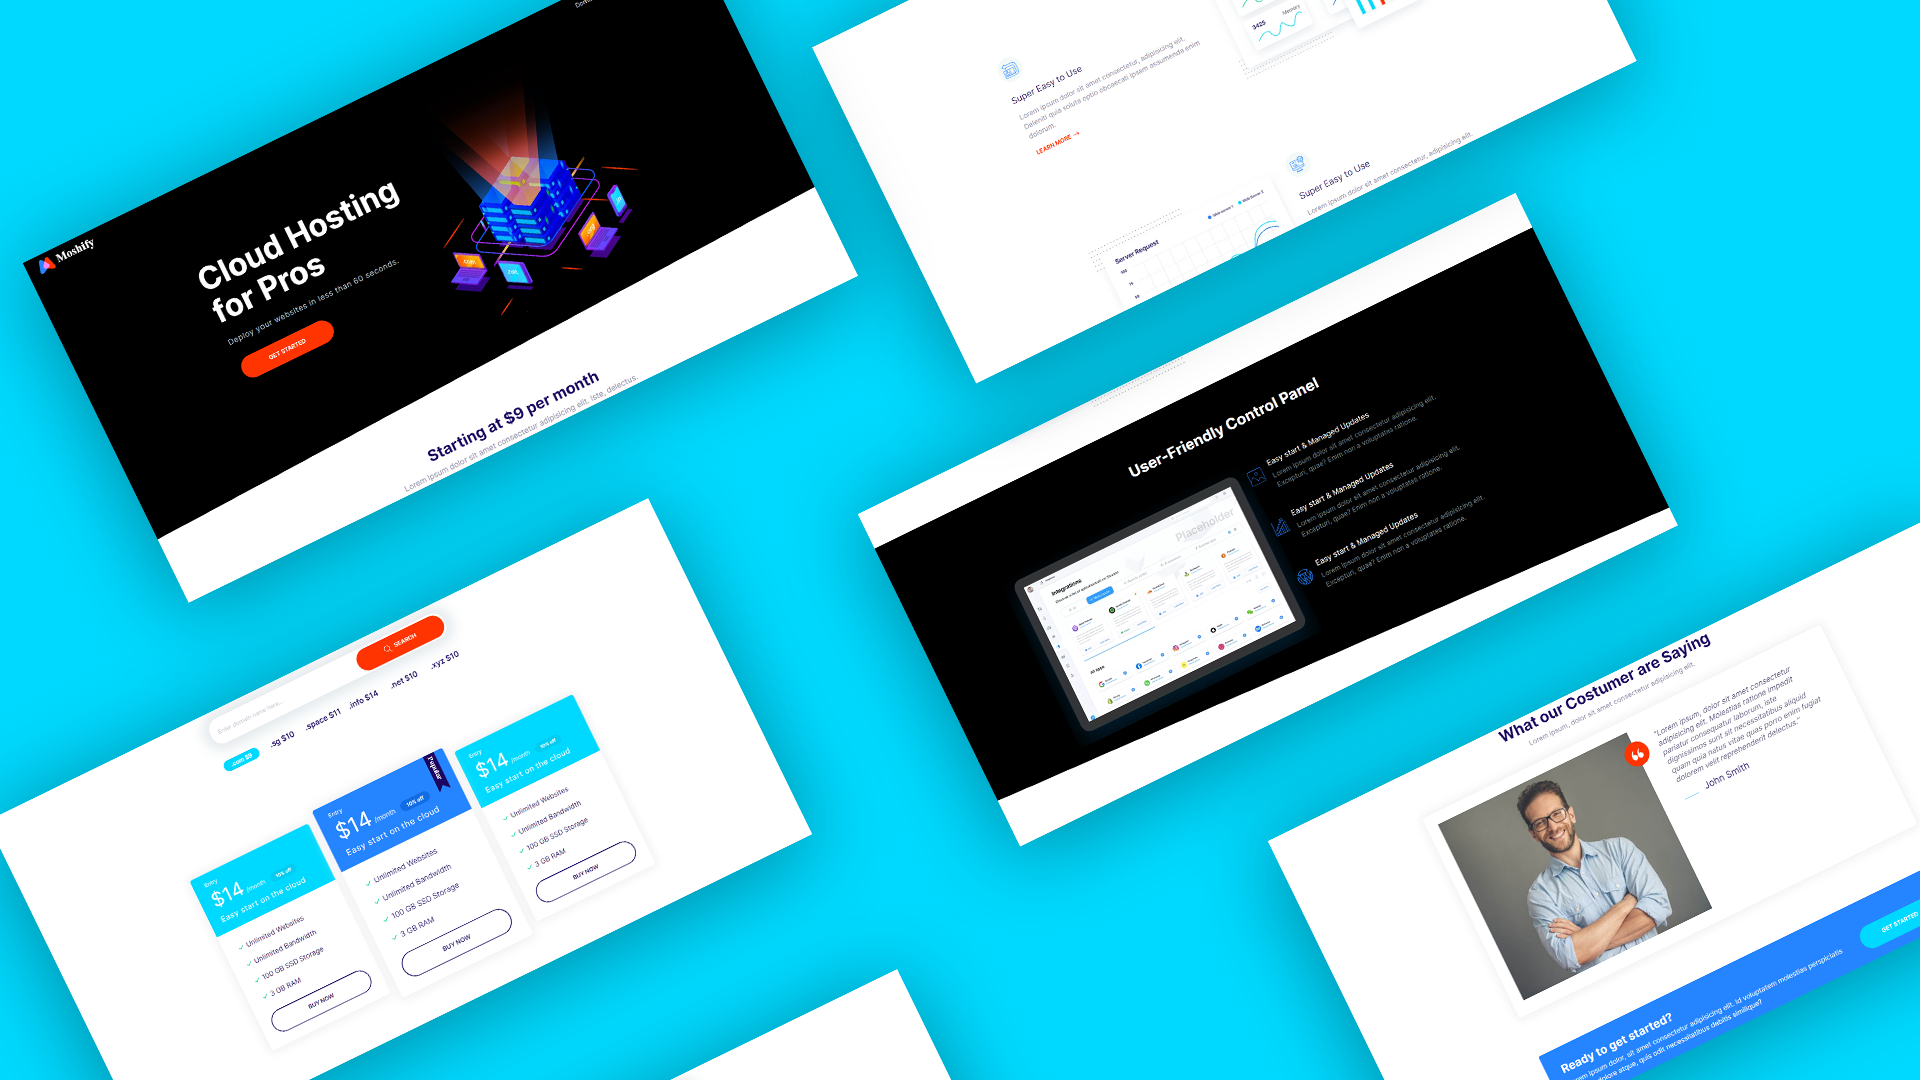 Moshify
Cloud Hosting
for Pros
Deploy your websites in less than 60 seconds.
GET STARTED
Starting at $9 per month
Lorem ipsum dolor sit amet consectetur adipisicing elit. Iste, delectus.
3425
Memory
Super Easy to Use
Lorem ipsum dolor sit amet consectetur, adipisicing elit.
Deleniti quia soluta optio obcaecati ipsam assumenda enim
dolorum.
LEARN MORE →
Super Easy to Use
Lorem ipsum dolor sit amet consectetur, adipisicing elit.
Server Request
100
User-Friendly Control Panel
Easy start & Managed Updates
Lorem ipsum dolor sit amet consectetur adipisicing elit.
Excepturi, quae? Enim non a voluptates ratione.
Easy start & Managed Updates
Lorem ipsum dolor sit amet consectetur adipisicing elit.
Excepturi, quae? Enim non a voluptates ratione.
Easy start & Managed Updates
Lorem ipsum dolor sit amet consectetur adipisicing elit.
Excepturi, quae? Enim non a voluptates ratione.
Placeholder
Integrations
Enter domain name here...
SEARCH
.com $9 .sg $10 .space $11 .info $14 .net $10 .xyz $10
Entry
$14 /month 10% off
Easy start on the cloud
Unlimited Websites
Unlimited Bandwidth
100 GB SSD Storage
3 GB RAM
BUY NOW
Popular
Entry
$14 /month 10% off
Easy start on the cloud
Unlimited Websites
Unlimited Bandwidth
100 GB SSD Storage
3 GB RAM
BUY NOW
Entry
$14 /month 10% off
Easy start on the cloud
Unlimited Websites
Unlimited Bandwidth
100 GB SSD Storage
3 GB RAM
BUY NOW
What our Costumer are Saying
Lorem ipsum, dolor sit amet consectetur adipisicing elit.
"Lorem ipsum, dolor sit amet consectetur
adipisicing elit. Molestias ratione impedit
pariatur consequatur laborum, iste
dignissimos sunt sit necessitatibus aliquid
quam quia natus vitae quas porro enim fugiat
dolorem velit reprehenderit delectus."
John Smith
Ready to get started?
Lorem ipsum dolor, sit amet consectetur adipisicing elit. Id voluptatem molestias perspiciatis
dolore atque, quis odit necessitatibus debitis similique?
GET STARTED